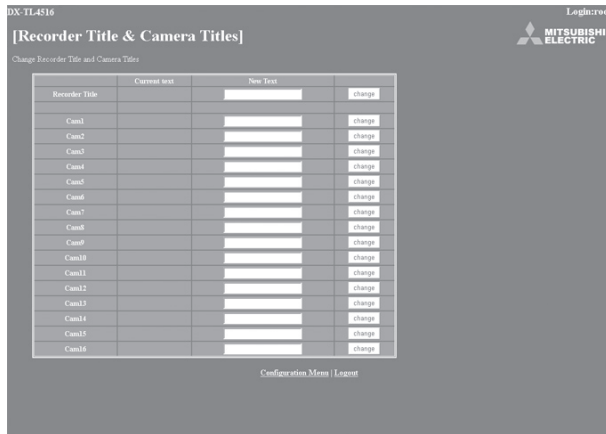 DX-TL4516 Login:roo
[Recorder Title & Camera Titles]
MITSUBISHI
ELECTRIC
Change Recorder Title and Camera Titles
Current text New Text
Recorder Title change
Cam1 change
Cam2 change
Cam3 change
Cam4 change
Cam5 change
Cam6 change
Cam7 change
Cam8 change
Cam9 change
Cam10 change
Cam11 change
Cam12 change
Cam13 change
Cam14 change
Cam15 change
Cam16 change
Configuration Menu | Logout